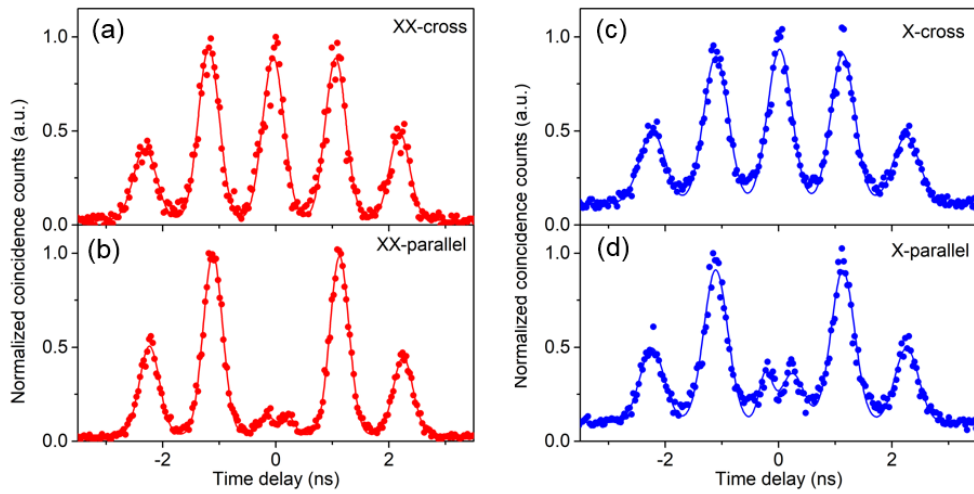 (a)
XX-cross
1.0
0.5
0.0
Normalized coincidence counts (a.u.)
(b)
XX-parallel
1.0
0.5
0.0
-2
0
2
Time delay (ns)
(c)
X-cross
1.0
0.5
0.0
Normalized coincidence counts (a.u.)
(d)
X-parallel
1.0
0.5
0.0
-2
0
2
Time delay (ns)